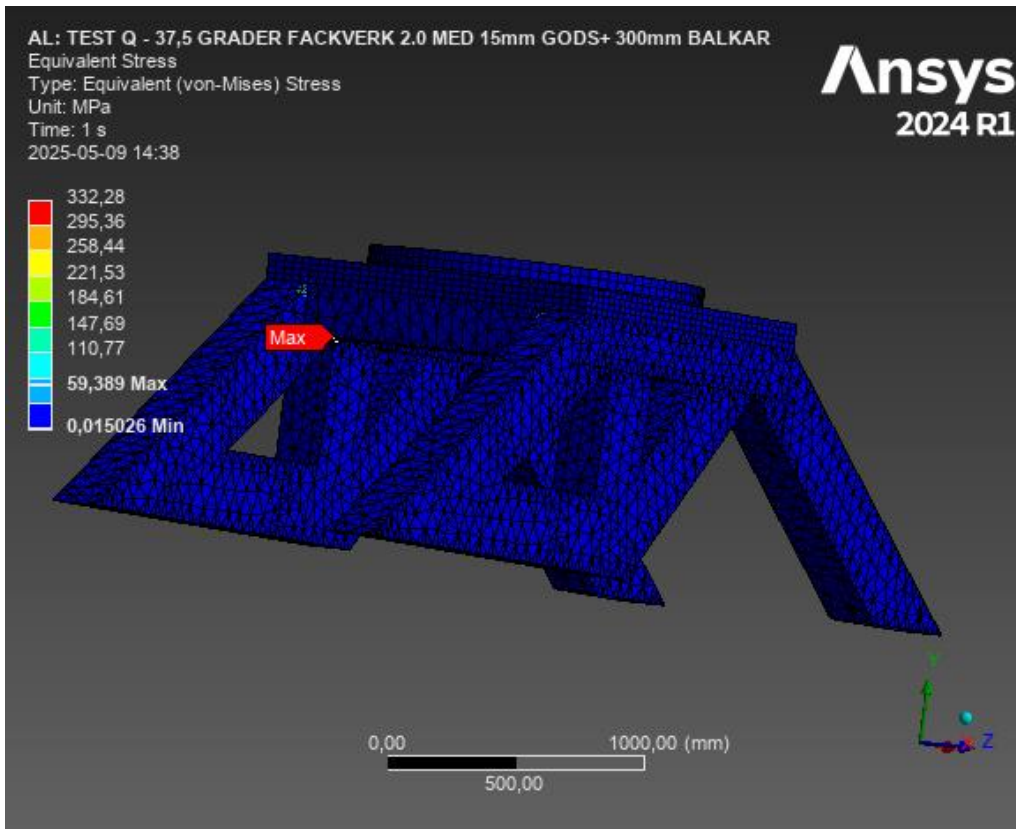 AL: TEST Q - 37,5 GRADER FACKVERK 2.0 MED 15mm GODS+ 300mm BALKAR
Equivalent Stress
Type: Equivalent (von-Mises) Stress
Unit: MPa
Time: 1 s
2025-05-09 14:38
Ansys
2024 R1
332,28
295,36
258,44
221,53
184,61
147,69
110,77
59,389 Max
0,015026 Min
Max
0,00
1000,00 (mm)
500,00
Y
X
Z